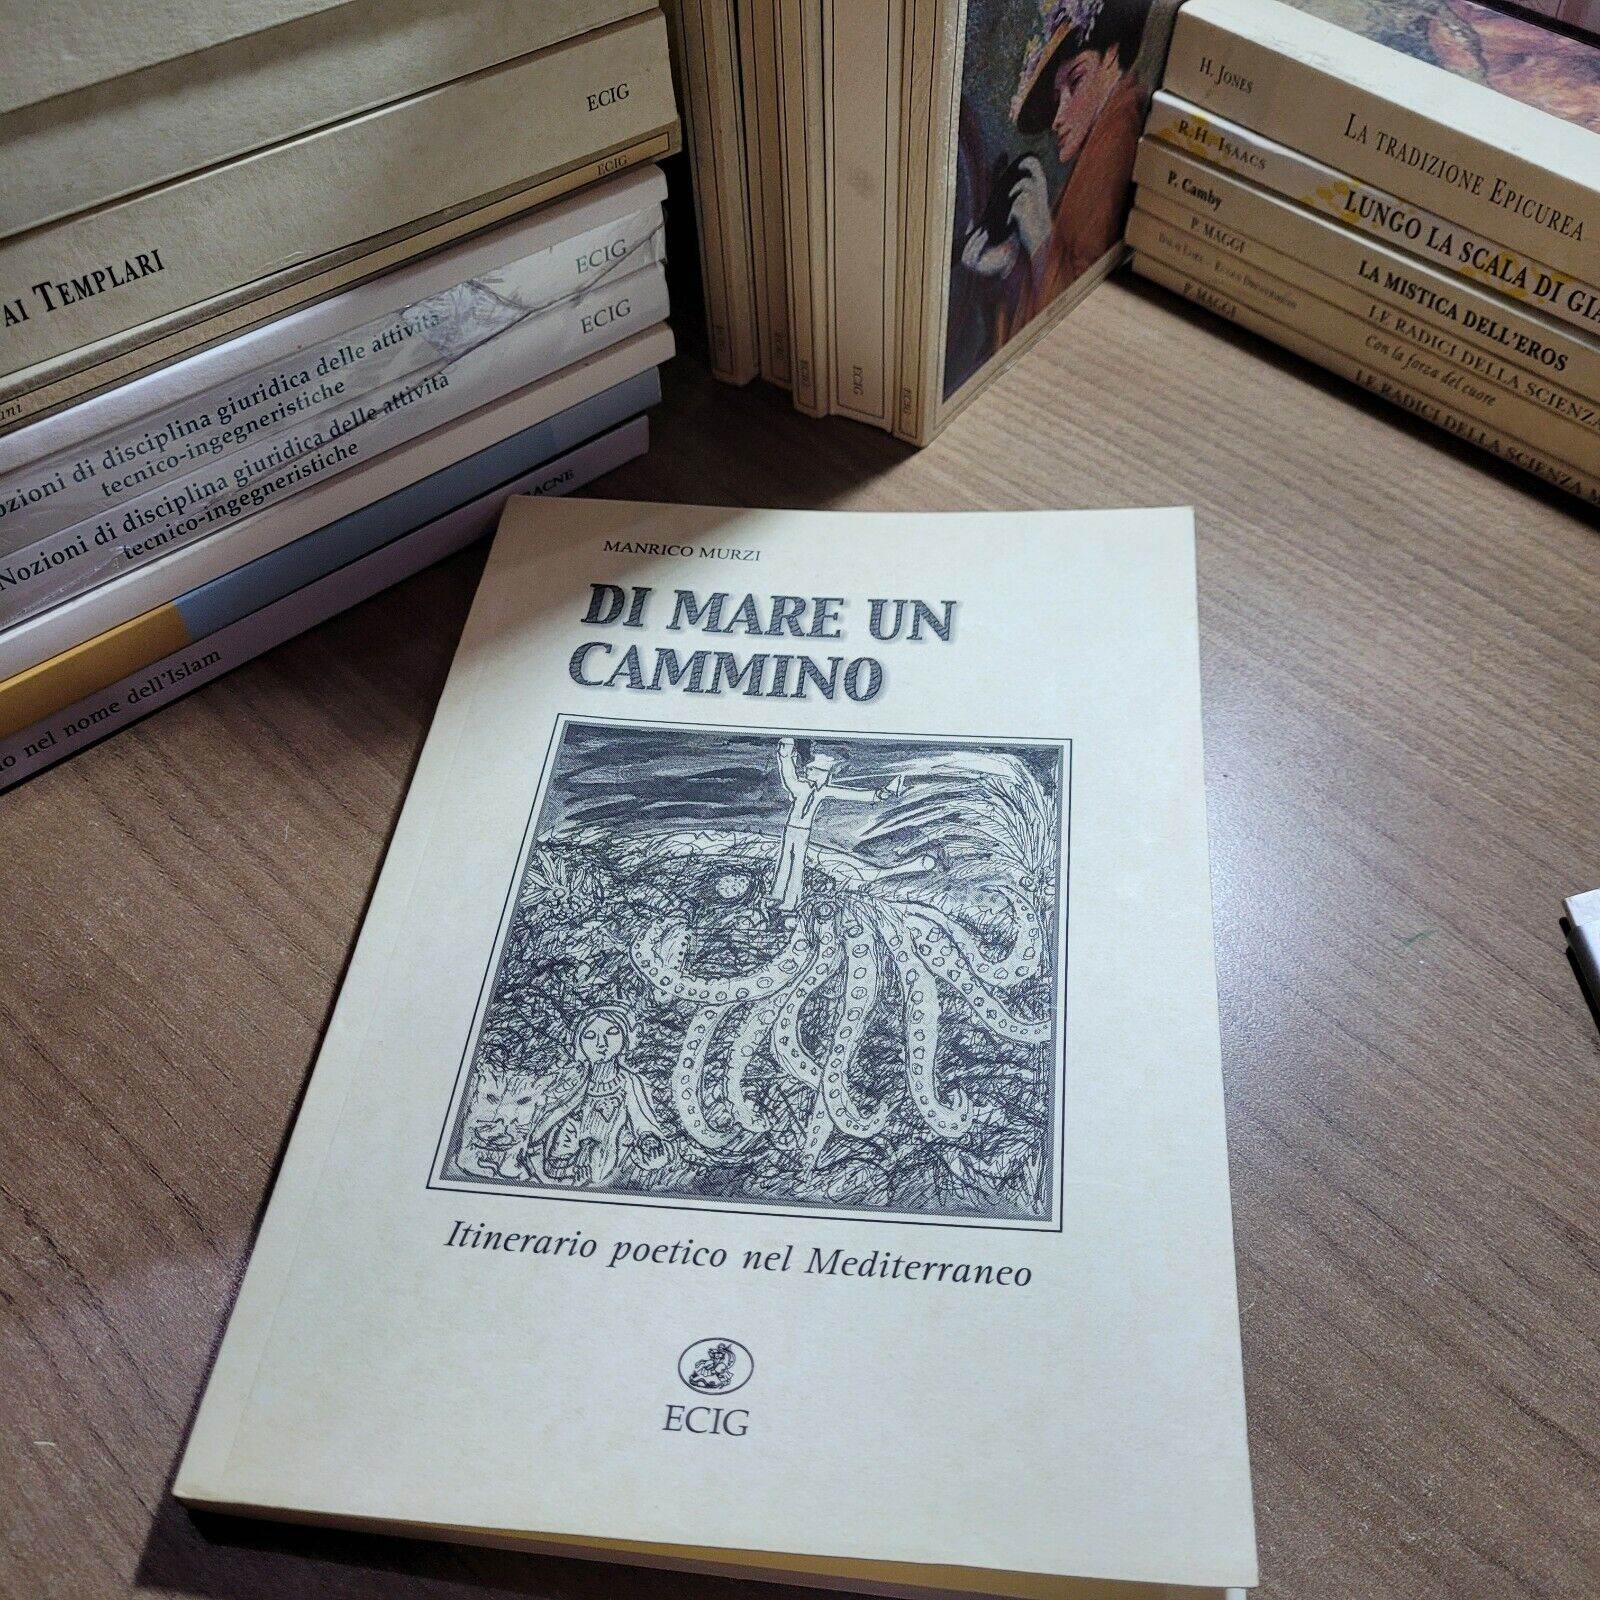 ECIG
ECIG
AI TEMPLARI
ECIG
ECIG
Nozioni di disciplina giuridica delle attività
tecnico-ingegneristiche
Nozioni di disciplina giuridica delle attività
tecnico-ingegneristiche
nel nome dell'Islam
ECIG
H. JONES
LA TRADIZIONE EPICUREA
R.H. ISAACS
LUNGO LA SCALA DI GIA
P. Camby
LA MISTICA DELL'EROS
P. MAGGI
LE RADICI DELLA SCIENZA
Con la forza del cuore
P. MAGGI
LE RADICI DELLA SCIENZA M
MANRICO MURZI
DI MARE UN
CAMMINO
Itinerario poetico nel Mediterraneo
ECIG